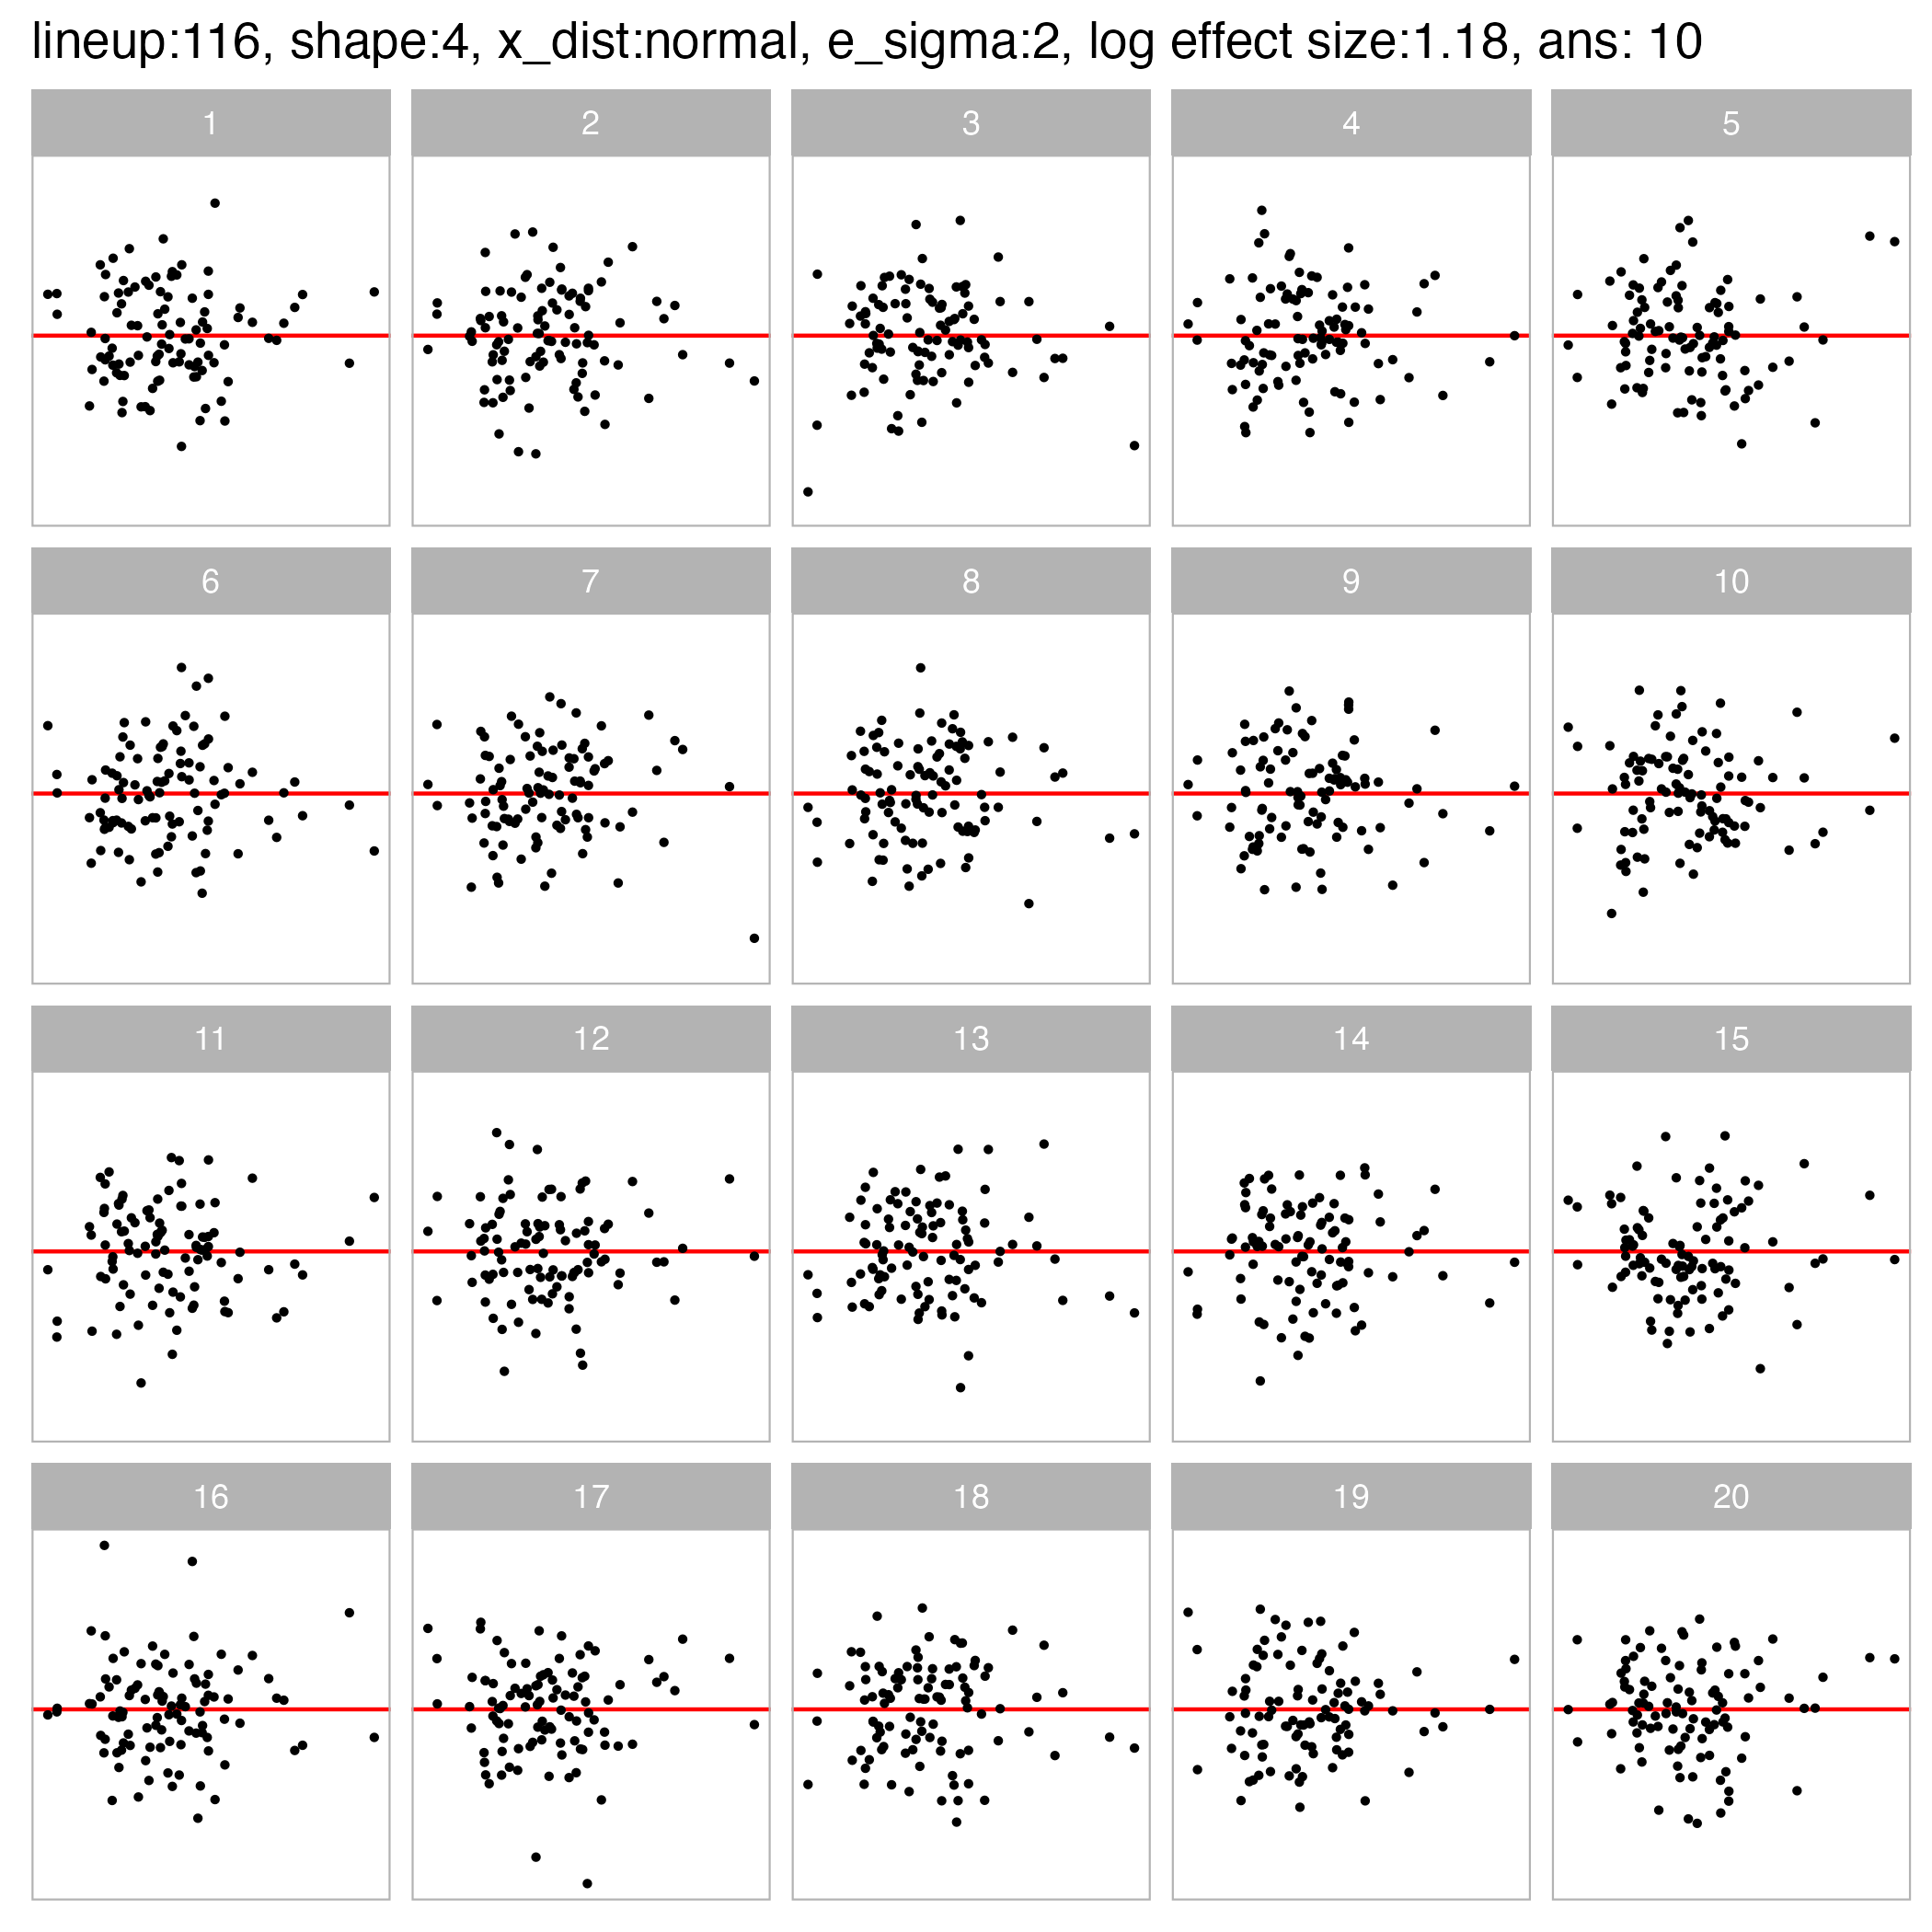 lineup:116, shape:4, x_dist:normal, e_sigma:2, log effect size:1.18, ans: 10
1 2 3 4 5
6 7 8 9 10
11 12 13 14 15
16 17 18 19 20